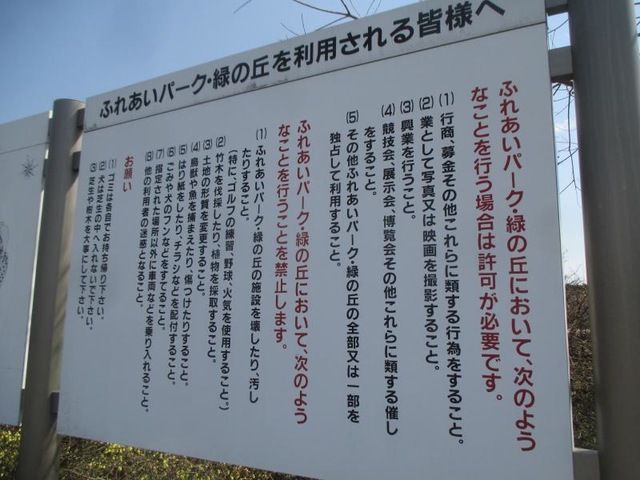 ふれあいパーク・緑の丘を利用される皆様へ
ふれあいパーク・緑の丘において、次のよう
なことを行う場合は許可が必要です。
(1) 行商、募金その他これらに類する行為をすること。
(2) 業として写真又は映画を撮影すること。
(3) 興業を行うこと。
(4) 競技会、展示会、博覧会その他これらに類する催し
をすること。
(5) その他ふれあいパーク・緑の丘の全部又は一部を
独占して利用すること。
ふれあいパーク・緑の丘において、次のよう
なことを行うことを禁止します。
(1) ふれあいパーク・緑の丘の施設を壊したり、汚し
たりすること。
(2) 竹木を伐採したり、植物を採取すること。
(特に、ゴルフの練習、野球、火気を使用すること。)
(3) 土地の形質を変更すること。
(4) 鳥獣や魚を捕まえたり、傷つけたりすること。
(5) はり紙をしたり、チラシなどを配付すること。
(6) ごみや犬のフンなどをすてること。
(7) 指定された場所以外に車両などを乗り入れること。
(8) 他の利用者の迷惑となること。
お願い
(1) ゴミは各自でお持ち帰り下さい。
(2) 犬は芝生の中へ入れないで下さい。
(3) 芝生や樹木を大事にして下さい。